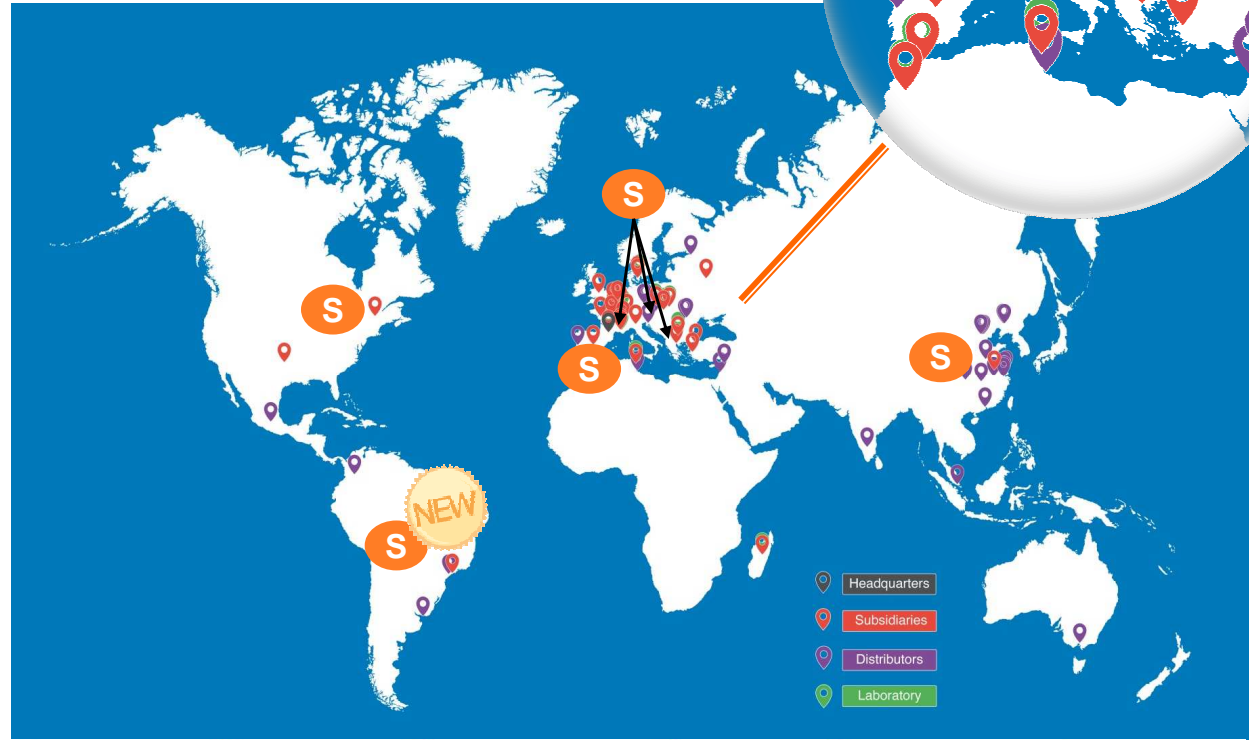 S
S
S
S
NEW
S
Headquarters
Subsidiaries
Distributors
Laboratory